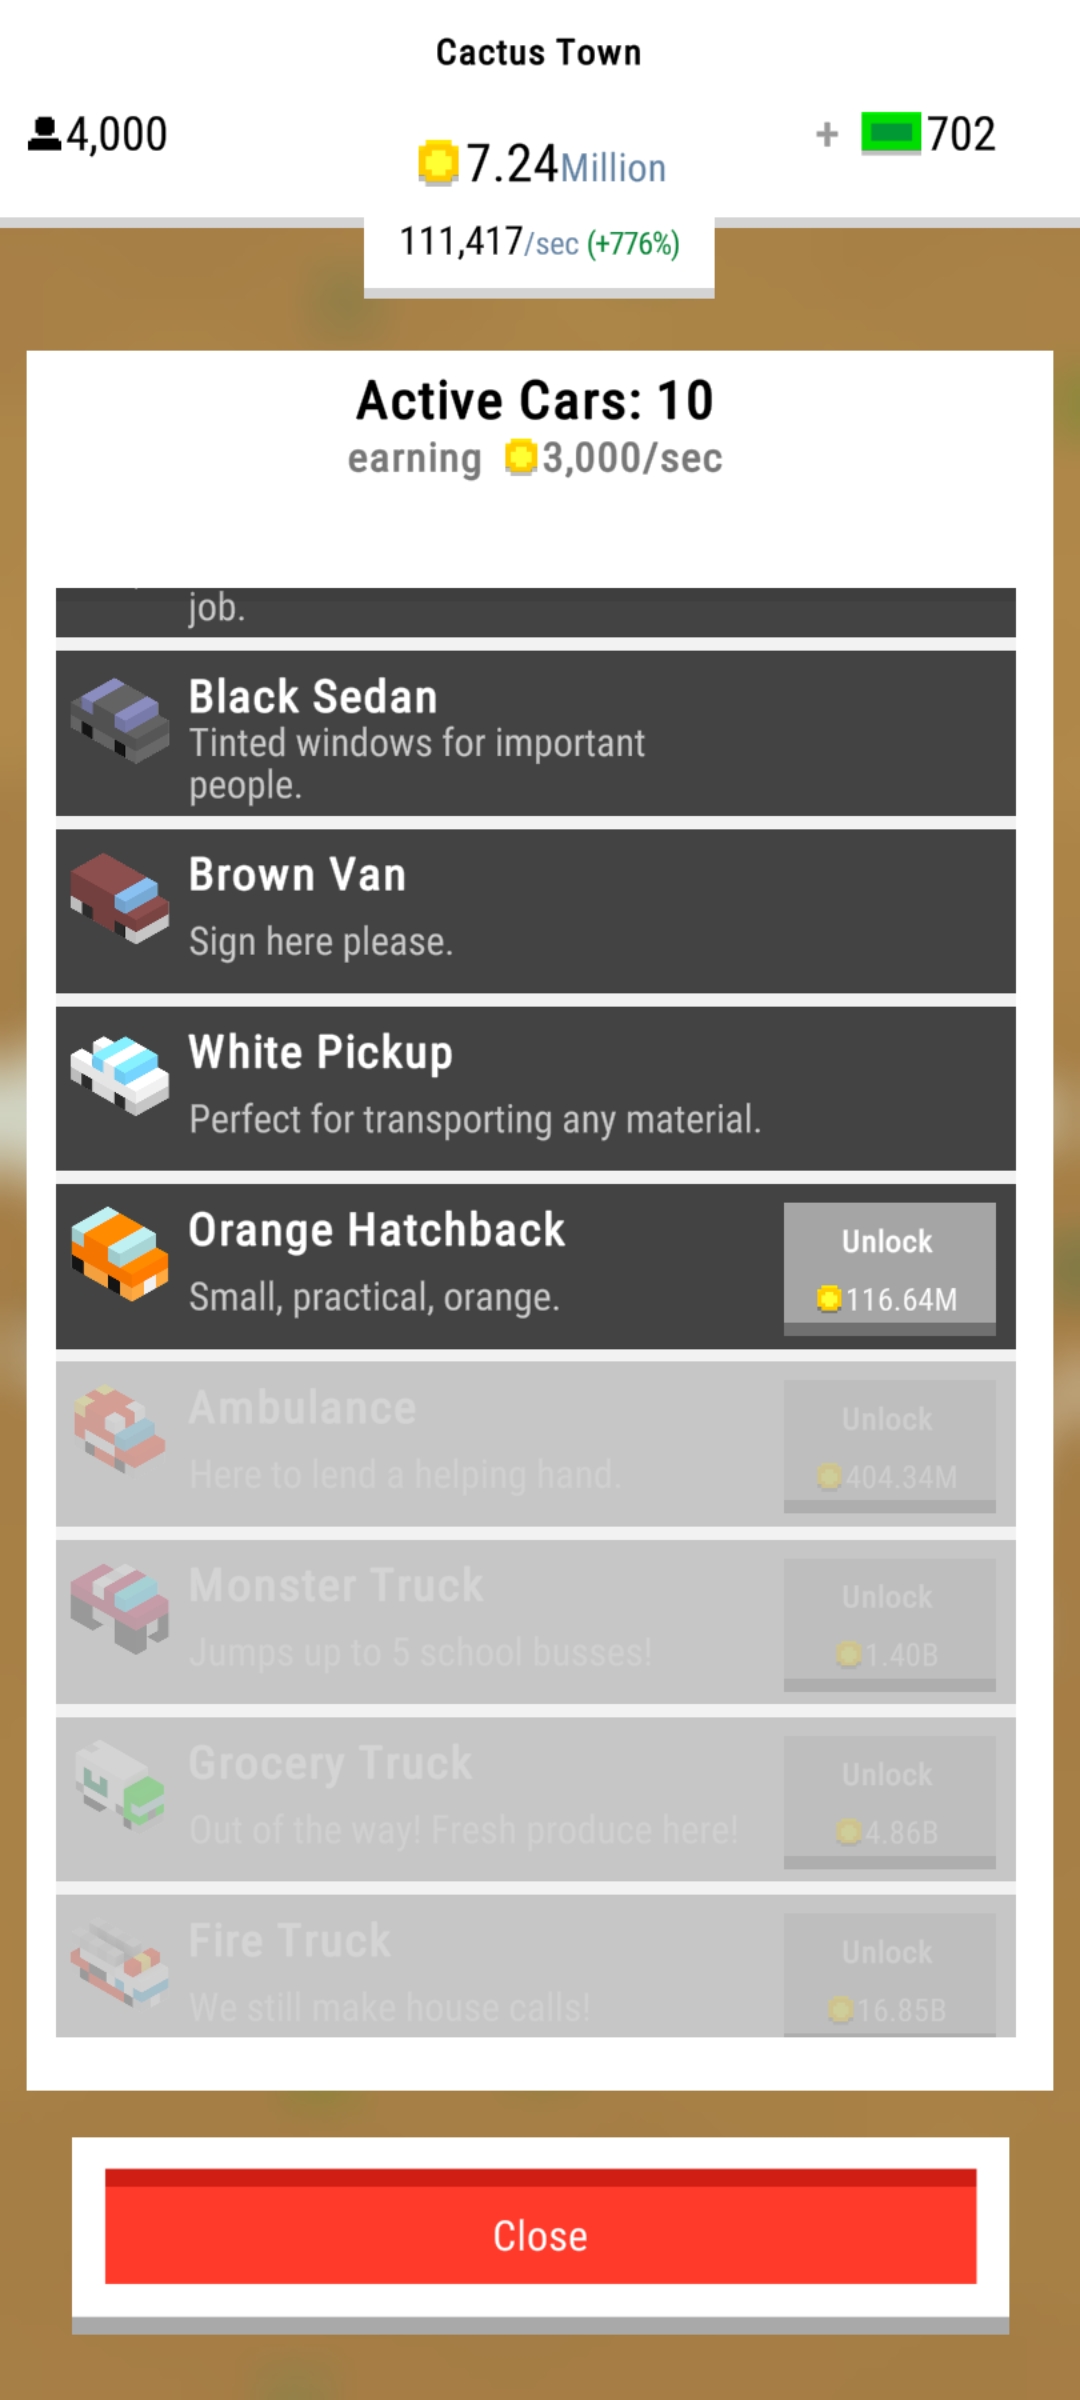 Cactus Town
4,000
7.24Million
+ 702
111,417/sec (+776%)
Active Cars: 10
earning 3,000/sec
job.
Black Sedan
Tinted windows for important
people.
Brown Van
Sign here please.
White Pickup
Perfect for transporting any material.
Orange Hatchback
Small, practical, orange.
Unlock
116.64M
Ambulance
Here to lend a helping hand.
Unlock
404.34M
Monster Truck
Jumps up to 5 school busses!
Unlock
1.40B
Grocery Truck
Out of the way! Fresh produce here!
Unlock
4.86B
Fire Truck
We still make house calls!
Unlock
16.85B
Close